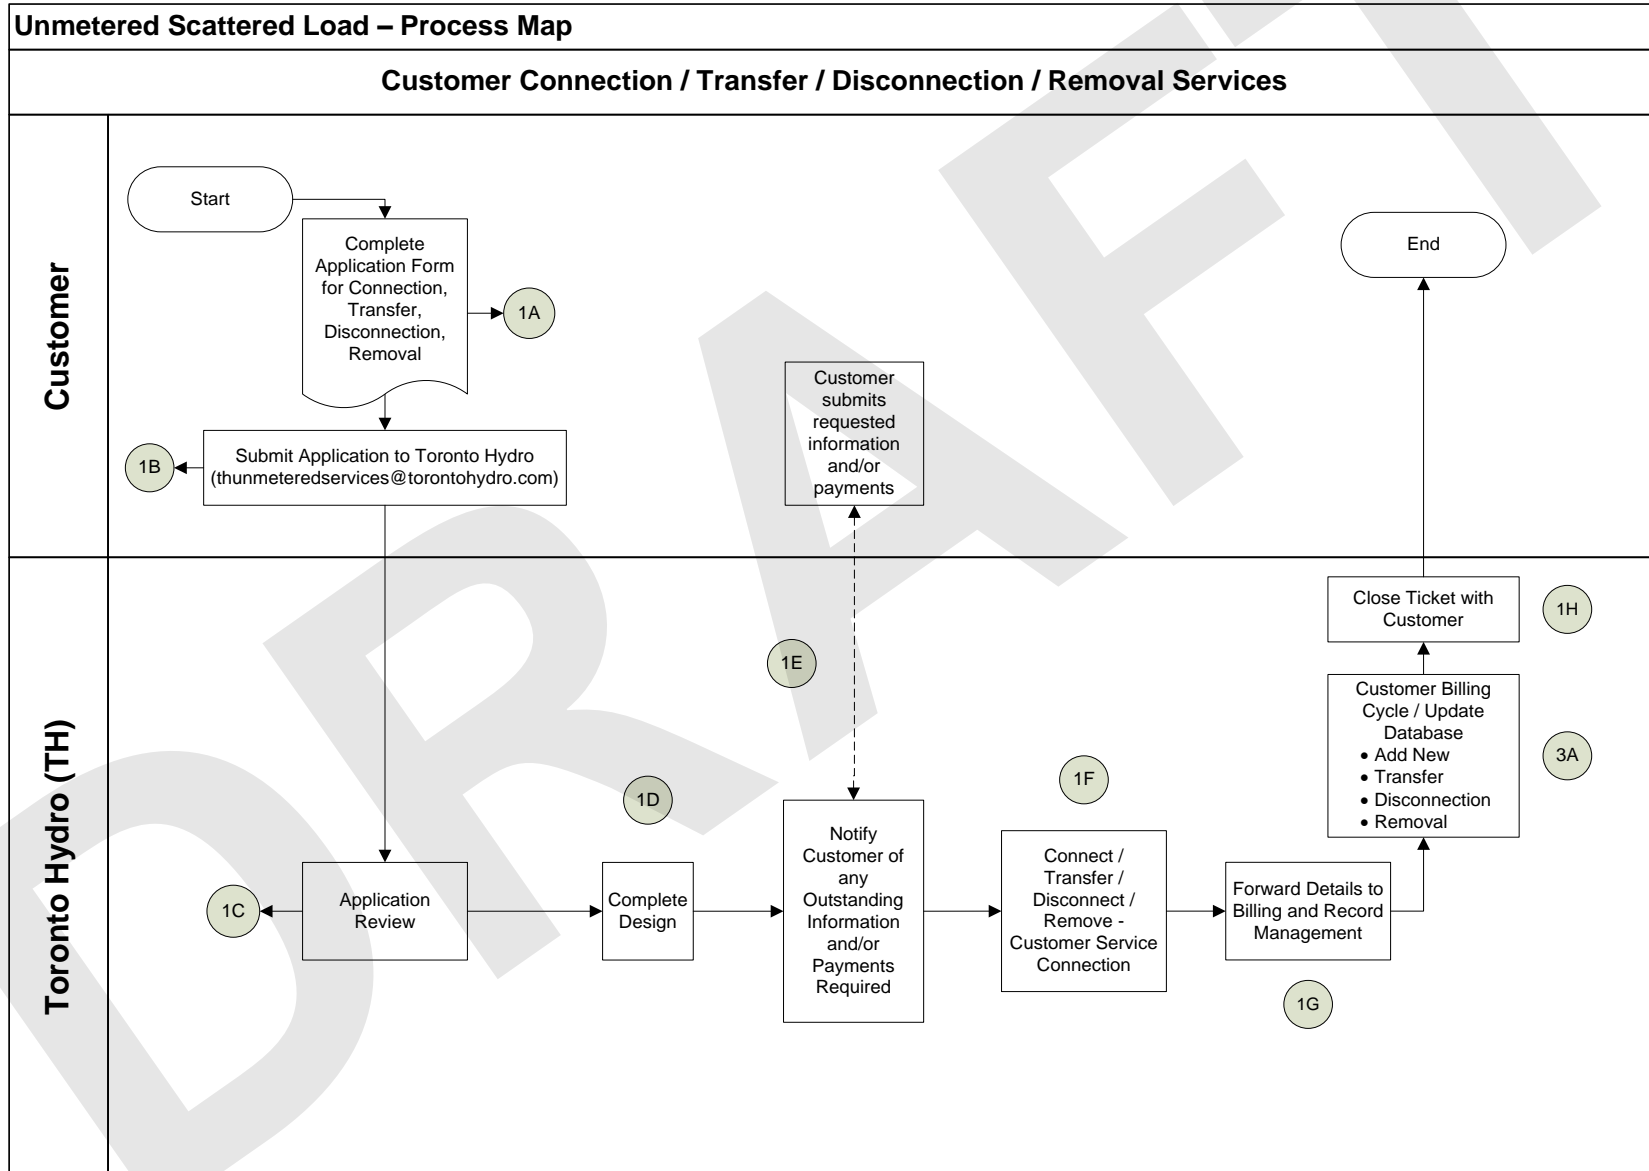 Unmetered Scattered Load – Process Map
Customer Connection / Transfer / Disconnection / Removal Services
Customer
Start
Complete
Application Form
for Connection,
Transfer,
Disconnection,
Removal
1A
Submit Application to Toronto Hydro
(thunmeteredservices@torontohydro.com)
1B
Customer
submits
requested
information
and/or
payments
End
Toronto Hydro (TH)
1C
Application
Review
1D
Complete
Design
1E
Notify
Customer of
any
Outstanding
Information
and/or
Payments
Required
1F
Connect /
Transfer /
Disconnect /
Remove -
Customer Service
Connection
Forward Details to
Billing and Record
Management
1G
Customer Billing
Cycle / Update
Database
• Add New
• Transfer
• Disconnection
• Removal
3A
Close Ticket with
Customer
1H
DRAFT